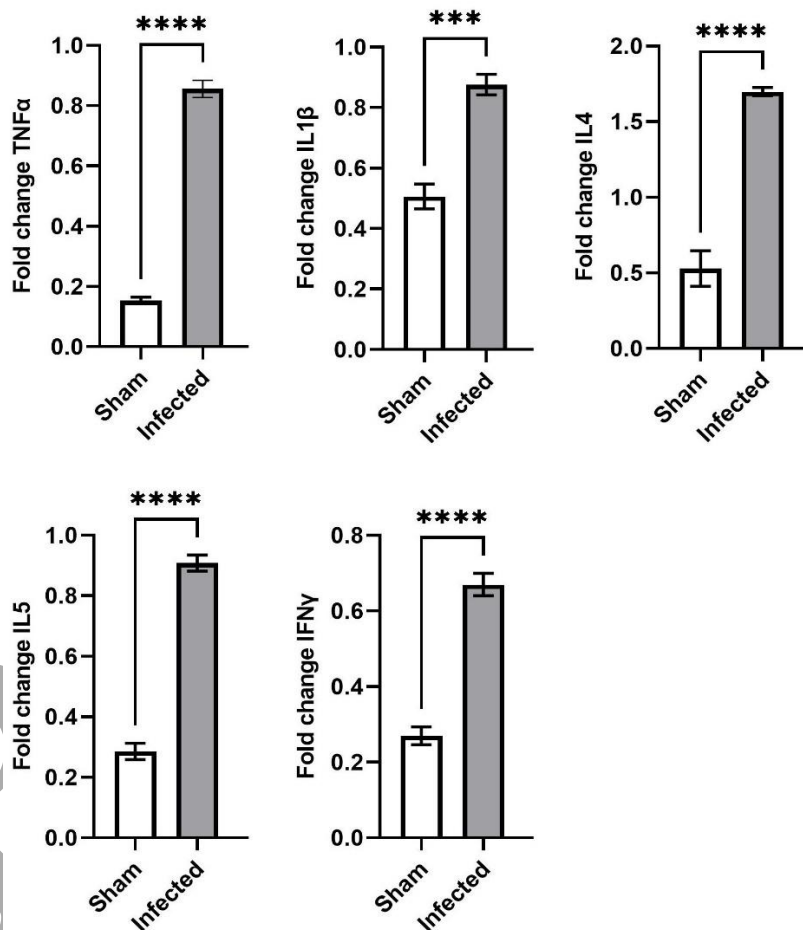 ****
Fold change TNFα
1.0
0.8
0.6
0.4
0.2
0.0
Sham
Infected
***
Fold change IL1β
1.0
0.8
0.6
0.4
0.2
0.0
Sham
Infected
****
Fold change IL4
2.0
1.5
1.0
0.5
0.0
Sham
Infected
****
Fold change IL5
1.0
0.8
0.6
0.4
0.2
0.0
Sham
Infected
****
Fold change IFNγ
0.8
0.6
0.4
0.2
0.0
Sham
Infected